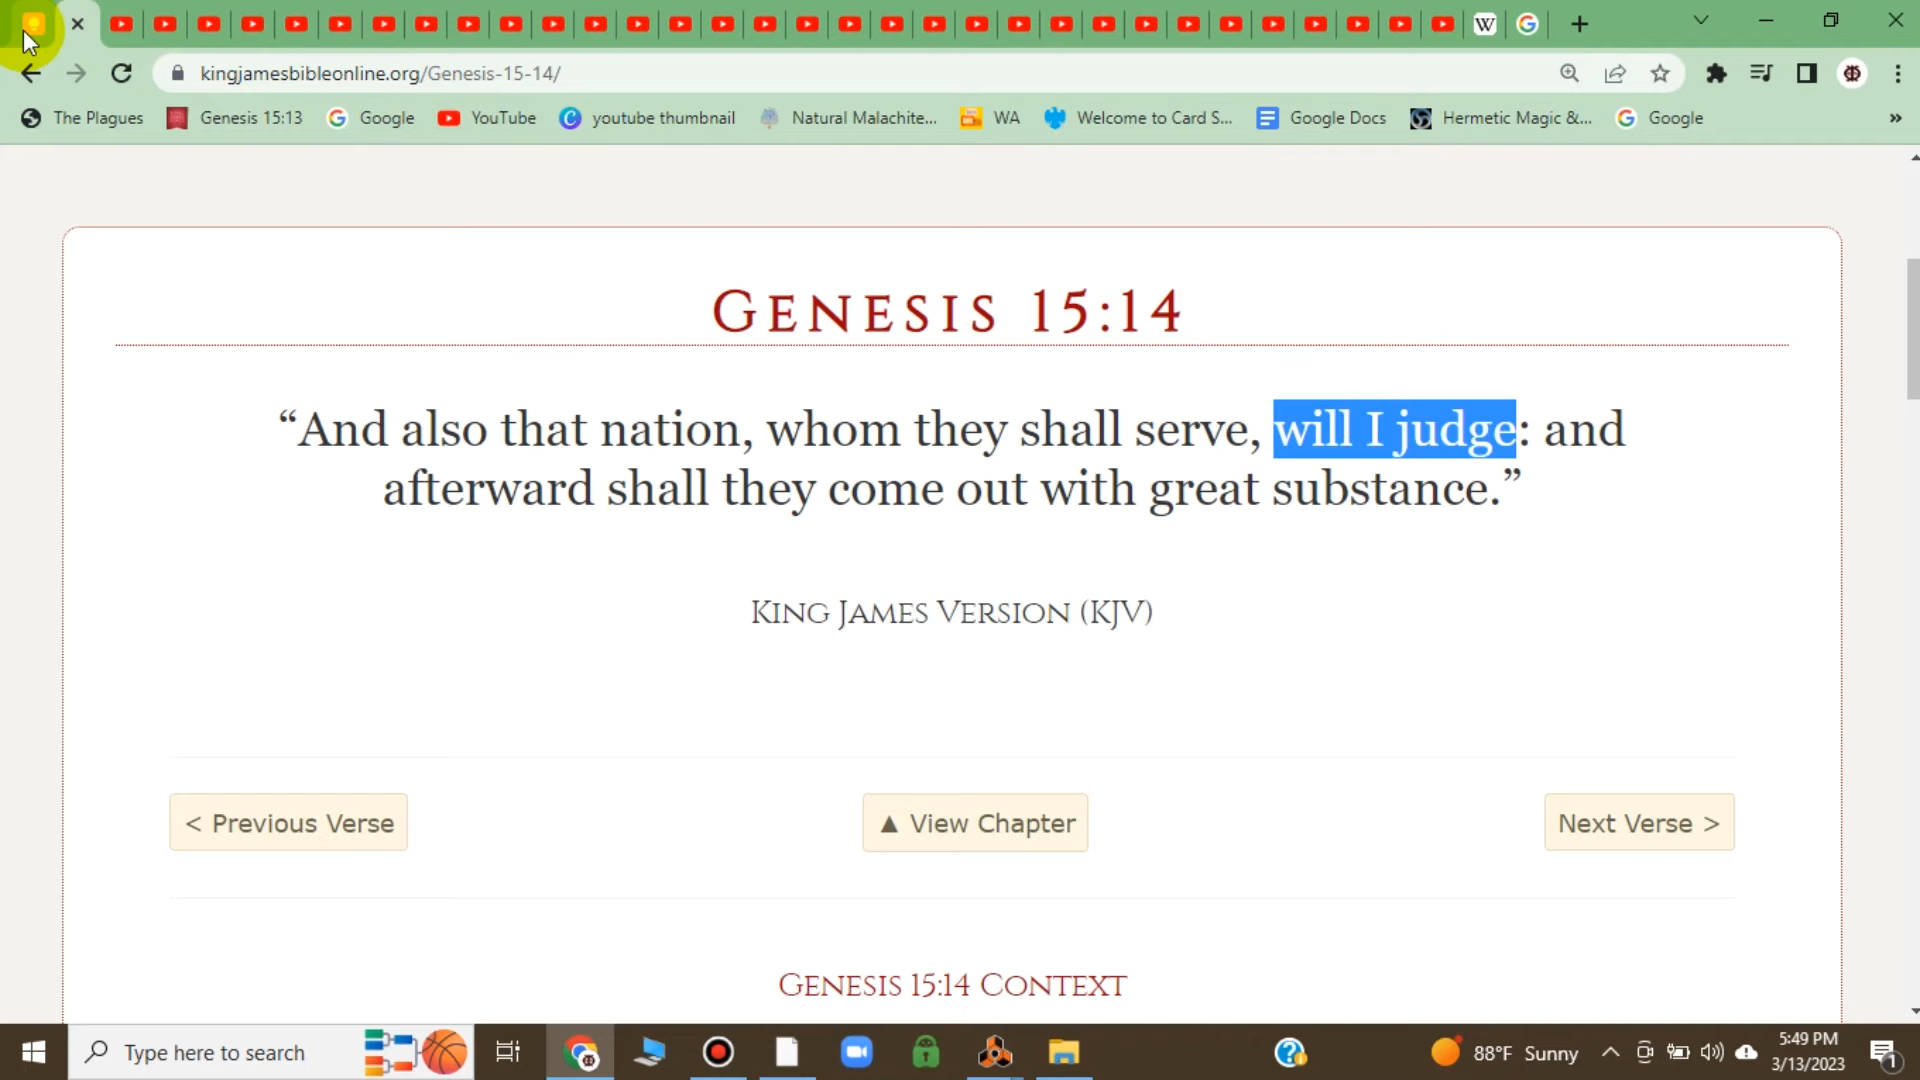 kingjamesbibleonline.org/Genesis-15-14/
The Plagues Genesis 15:13 Google YouTube youtube thumbnail Natural Malachite... WA Welcome to Card S... Google Docs Hermetic Magic &... Google »
GENESIS 15:14
“And also that nation, whom they shall serve, will I judge: and
afterward shall they come out with great substance.”
KING JAMES VERSION (KJV)
< Previous Verse ▲ View Chapter Next Verse >
GENESIS 15:14 CONTEXT
Type here to search
88°F Sunny
5:49 PM
3/13/2023
1